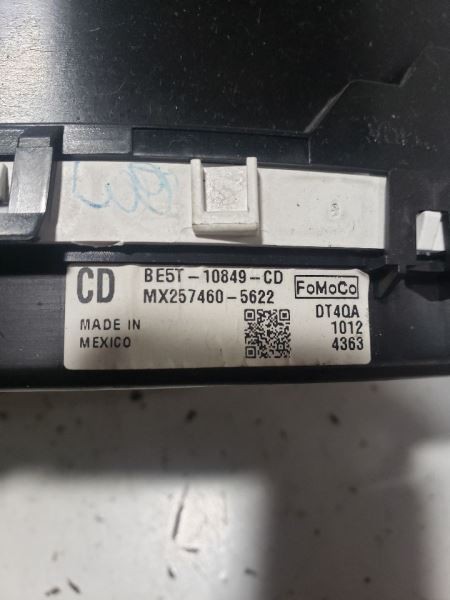 CD
BE5T-10849-CD
MX257460-5622
FoMoCo
MADE IN
MEXICO
DT4QA
1012
4363